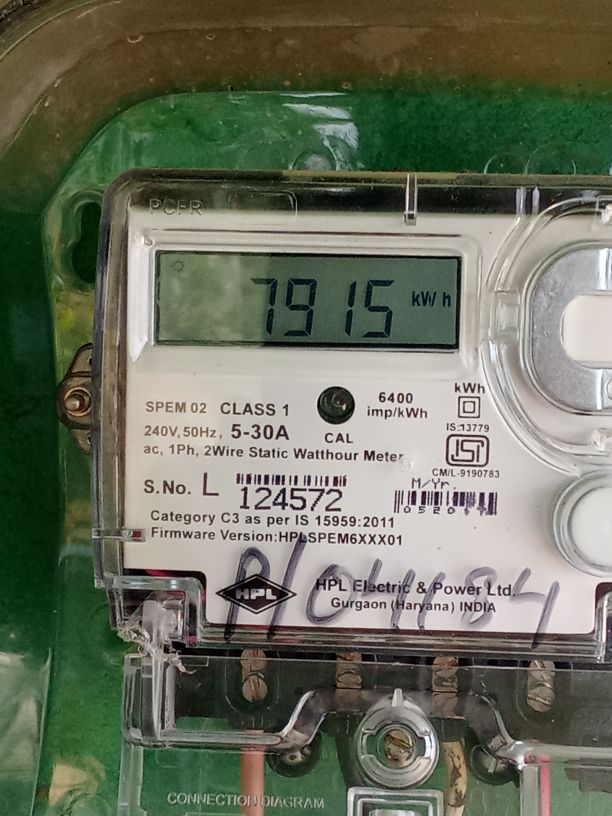 PCFR
7915 kWh
SPEM 02 CLASS 1
240V, 50Hz, 5-30A
ac, 1Ph, 2Wire Static Watthour Meter
CAL
6400
imp/kWh
kWh
IS:13779
ISI
CM/L-9190783
S.No. L 124572
M/Yr.
Category C3 as per IS 15959:2011
Firmware Version:HPLSPEM6XXX01
HPL
HPL Electric & Power Ltd.
Gurgaon (Haryana) INDIA
CONNECTION DIAGRAM